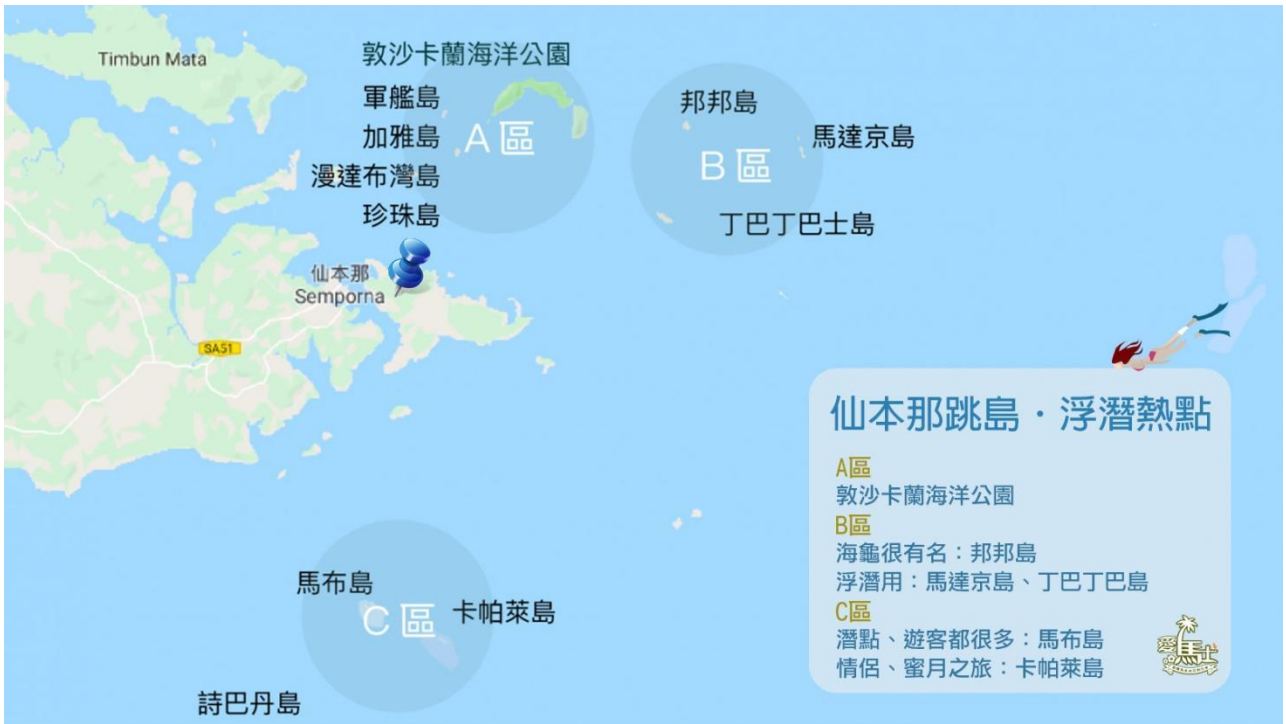 Timbun Mata
敦沙卡蘭海洋公園
軍艦島
加雅島
漫達布灣島
珍珠島
A 區
邦邦島
馬達京島
B 區
丁巴丁巴士島
仙本那
Semporna
SA51
馬布島
C 區
卡帕萊島
詩巴丹島
仙本那跳島・浮潛熱點
A區
敦沙卡蘭海洋公園
B區
海龜很有名：邦邦島
浮潛用：馬達京島、丁巴丁巴島
C區
潛點、遊客都很多：馬布島
情侶、蜜月之旅：卡帕萊島
愛馬士